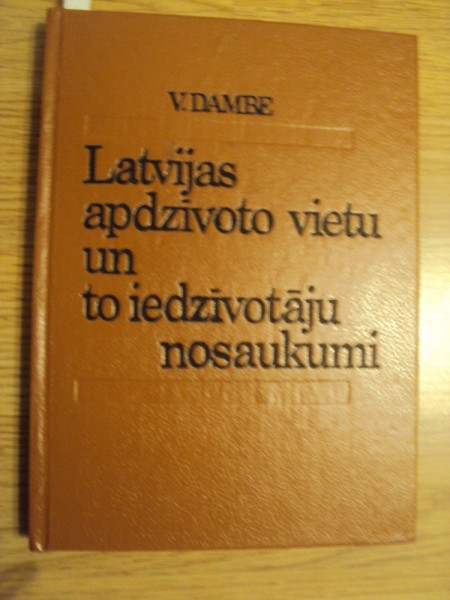 V. DAMBE
Latvijas
apdzīvoto vietu
un
to iedzīvotāju
nosaukumi